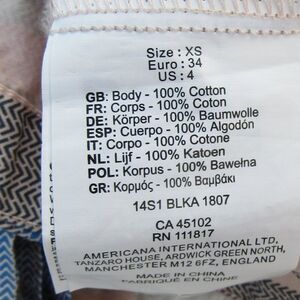 Size : XS
Euro : 34
US : 4
GB: Body - 100% Cotton
FR: Corps - 100% Coton
DE: Körper - 100% Baumwolle
ESP: Cuerpo - 100% Algodón
IT: Corpo - 100% Cotone
NL: Lijf - 100% Katoen
POL: Korpus - 100% Bawełna
GR: Κορμός - 100% Βαμβάκι
14S1 BLKA 1807
CA 45102
RN 111817
AMERICANA INTERNATIONAL LTD,
TANZARO HOUSE, ARDWICK GREEN NORTH,
MANCHESTER M12 6FZ, ENGLAND
MADE IN CHINA
FABRIQUÉ EN CHINE